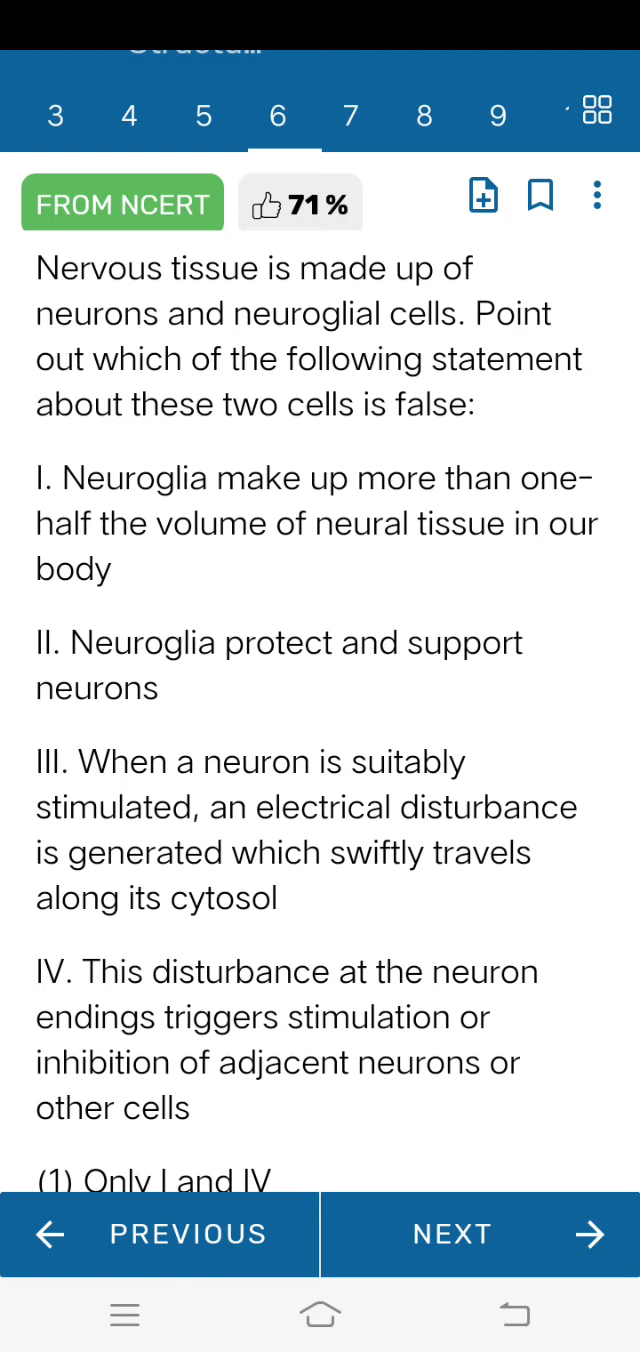 3 4 5 6 7 8 9
FROM NCERT 71 %
Nervous tissue is made up of
neurons and neuroglial cells. Point
out which of the following statement
about these two cells is false:
I. Neuroglia make up more than one-
half the volume of neural tissue in our
body
II. Neuroglia protect and support
neurons
III. When a neuron is suitably
stimulated, an electrical disturbance
is generated which swiftly travels
along its cytosol
IV. This disturbance at the neuron
endings triggers stimulation or
inhibition of adjacent neurons or
other cells
(1) Only I and IV
PREVIOUS NEXT